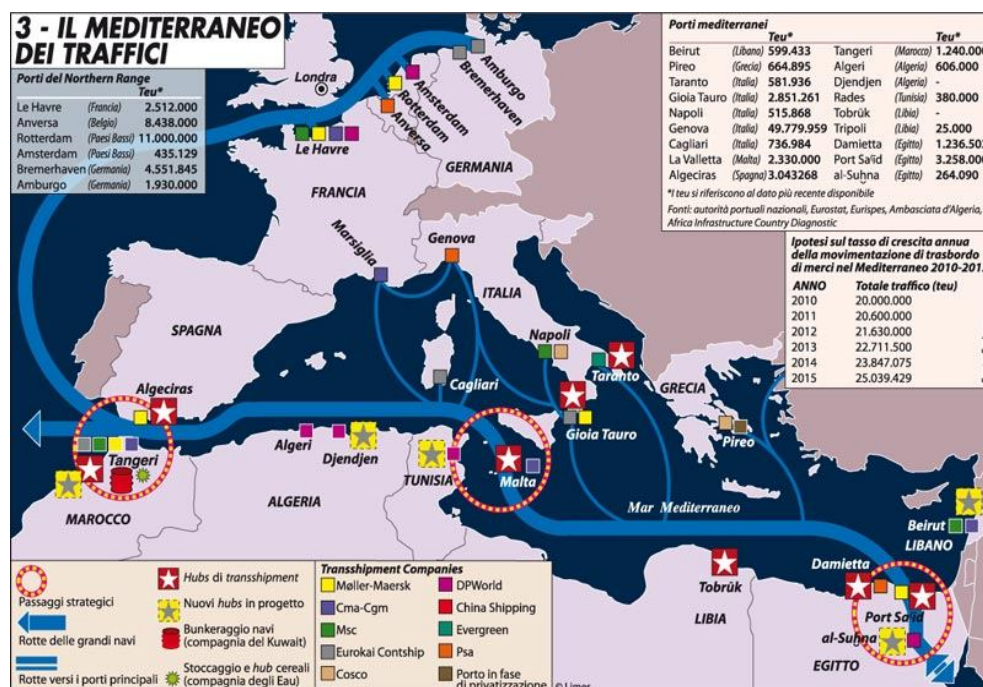 3 - IL MEDITERRANEO
DEI TRAFFICI
Porti del Northern Range
Teu*
Le Havre (Francia) 2.512.000
Anversa (Belgio) 8.438.000
Rotterdam (Paesi Bassi) 11.000.000
Amsterdam (Paesi Bassi) 435.129
Bremerhaven (Germania) 4.551.845
Amburgo (Germania) 1.930.000
Porti mediterranei
Teu* Teu*
Beirut (Libano) 599.433 Tangeri (Marocco) 1.240.000
Pireo (Grecia) 664.895 Algeri (Algeria) 606.000
Taranto (Italia) 581.936 Djendjen (Algeria) -
Gioia Tauro (Italia) 2.851.261 Rades (Tunisia) 380.000
Napoli (Italia) 515.868 Tobrūk (Libia) -
Genova (Italia) 49.779.959 Tripoli (Libia) 25.000
Cagliari (Italia) 736.984 Damietta (Egitto) 1.236.502
La Valletta (Malta) 2.330.000 Port Sa'īd (Egitto) 3.258.000
Algeciras (Spagna) 3.043268 al-Suḫna (Egitto) 264.090
*I teu si riferiscono al dato più recente disponibile
Fonti: autorità portuali nazionali, Eurostat, Eurispes, Ambasciata d'Algeria,
Africa Infrastructure Country Diagnostic
Ipotesi sul tasso di crescita annua
della movimentazione di trasbordo
di merci nel Mediterraneo 2010-201
ANNO Totale traffico (teu)
2010 20.000.000
2011 20.600.000
2012 21.630.000
2013 22.711.500
2014 23.847.075
2015 25.039.429
Londra
Amburgo
Bremerhaven
Amsterdam
Rotterdam
Anversa
Le Havre
GERMANIA
FRANCIA
Marsiglia
Genova
ITALIA
SPAGNA
Napoli
Taranto
GRECIA
Algeciras
Cagliari
Gioia Tauro
Pireo
Tangeri
Algeri
Djendjen
TUNISIA
Malta
MAROCCO
ALGERIA
Mar Mediterraneo
Beirut
LIBANO
Tobrūk
Damietta
LIBIA
Port Sa'īd
al-Suḫna
EGITTO
Passaggi strategici
Rotte delle grandi navi
Rotte versi i porti principali
Hubs di transshipment
Nuovi hubs in progetto
Bunkeraggio navi
(compagnia del Kuwait)
Stoccaggio e hub cereali
(compagnia degli Eau)
Transshipment Companies
Møller-Maersk
Cma-Cgm
Msc
Eurokai Contship
Cosco
DPWorld
China Shipping
Evergreen
Psa
Porto in fase
di privatizzazione
© Limes